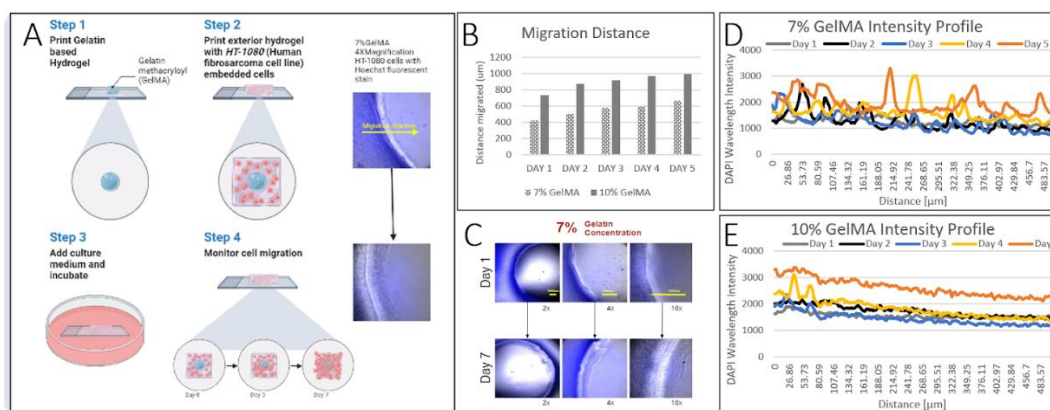 A
Step 1
Print Gelatin
based
Hydrogel
Gelatin
methacryloyl
(GelMA)
Step 2
Print exterior hydrogel
with HT-1080 (Human
fibrosarcoma cell line)
embedded cells
7%GelMA
4XMagnification
HT-1080 cells with
Hoechst fluorescent
stain
Migration direction
Step 3
Add culture
medium and
incubate
Step 4
Monitor cell migration
Day 0
Day 3
Day 7
B
Migration Distance
Distance migrated (um)
1000
800
600
400
200
0
DAY 1 DAY 2 DAY 3 DAY 4 DAY 5
7% GelMA 10% GelMA
C
7% Gelatin
Concentration
Day 1
2x 4x 10x
Day 7
2x 4x 10x
D
7% GelMA Intensity Profile
Day 1 Day 2 Day 3 Day 4 Day 5
DAPI Wavelength Intensity
4000
3000
2000
1000
0
0 26.86 53.73 80.59 107.46 134.32 161.19 188.05 214.92 241.78 268.65 295.51 322.38 349.25 376.11 402.97 429.84 456.7 483.57
Distance [µm]
E
10% GelMA Intensity Profile
Day 1 Day 2 Day 3 Day 4 Day
DAPI Wavelength Intensity
4000
3000
2000
1000
0
0 26.86 53.73 80.59 107.46 134.32 161.19 188.05 214.92 241.78 268.65 295.51 322.38 349.25 376.11 402.97 429.84 456.7 483.57
Distance [µm]